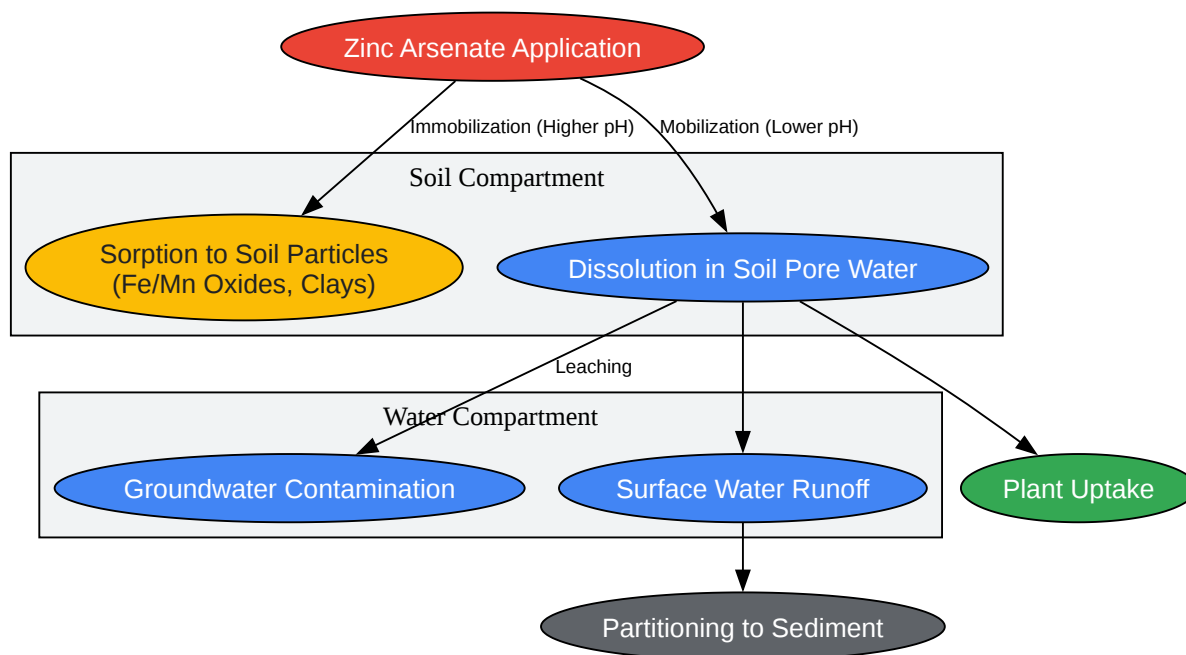 Zinc Arsenate Application
Immobilization (Higher pH)
Mobilization (Lower pH)
Soil Compartment
Sorption to Soil Particles
(Fe/Mn Oxides, Clays)
Dissolution in Soil Pore Water
Leaching
Water Compartment
Groundwater Contamination
Surface Water Runoff
Plant Uptake
Partitioning to Sediment